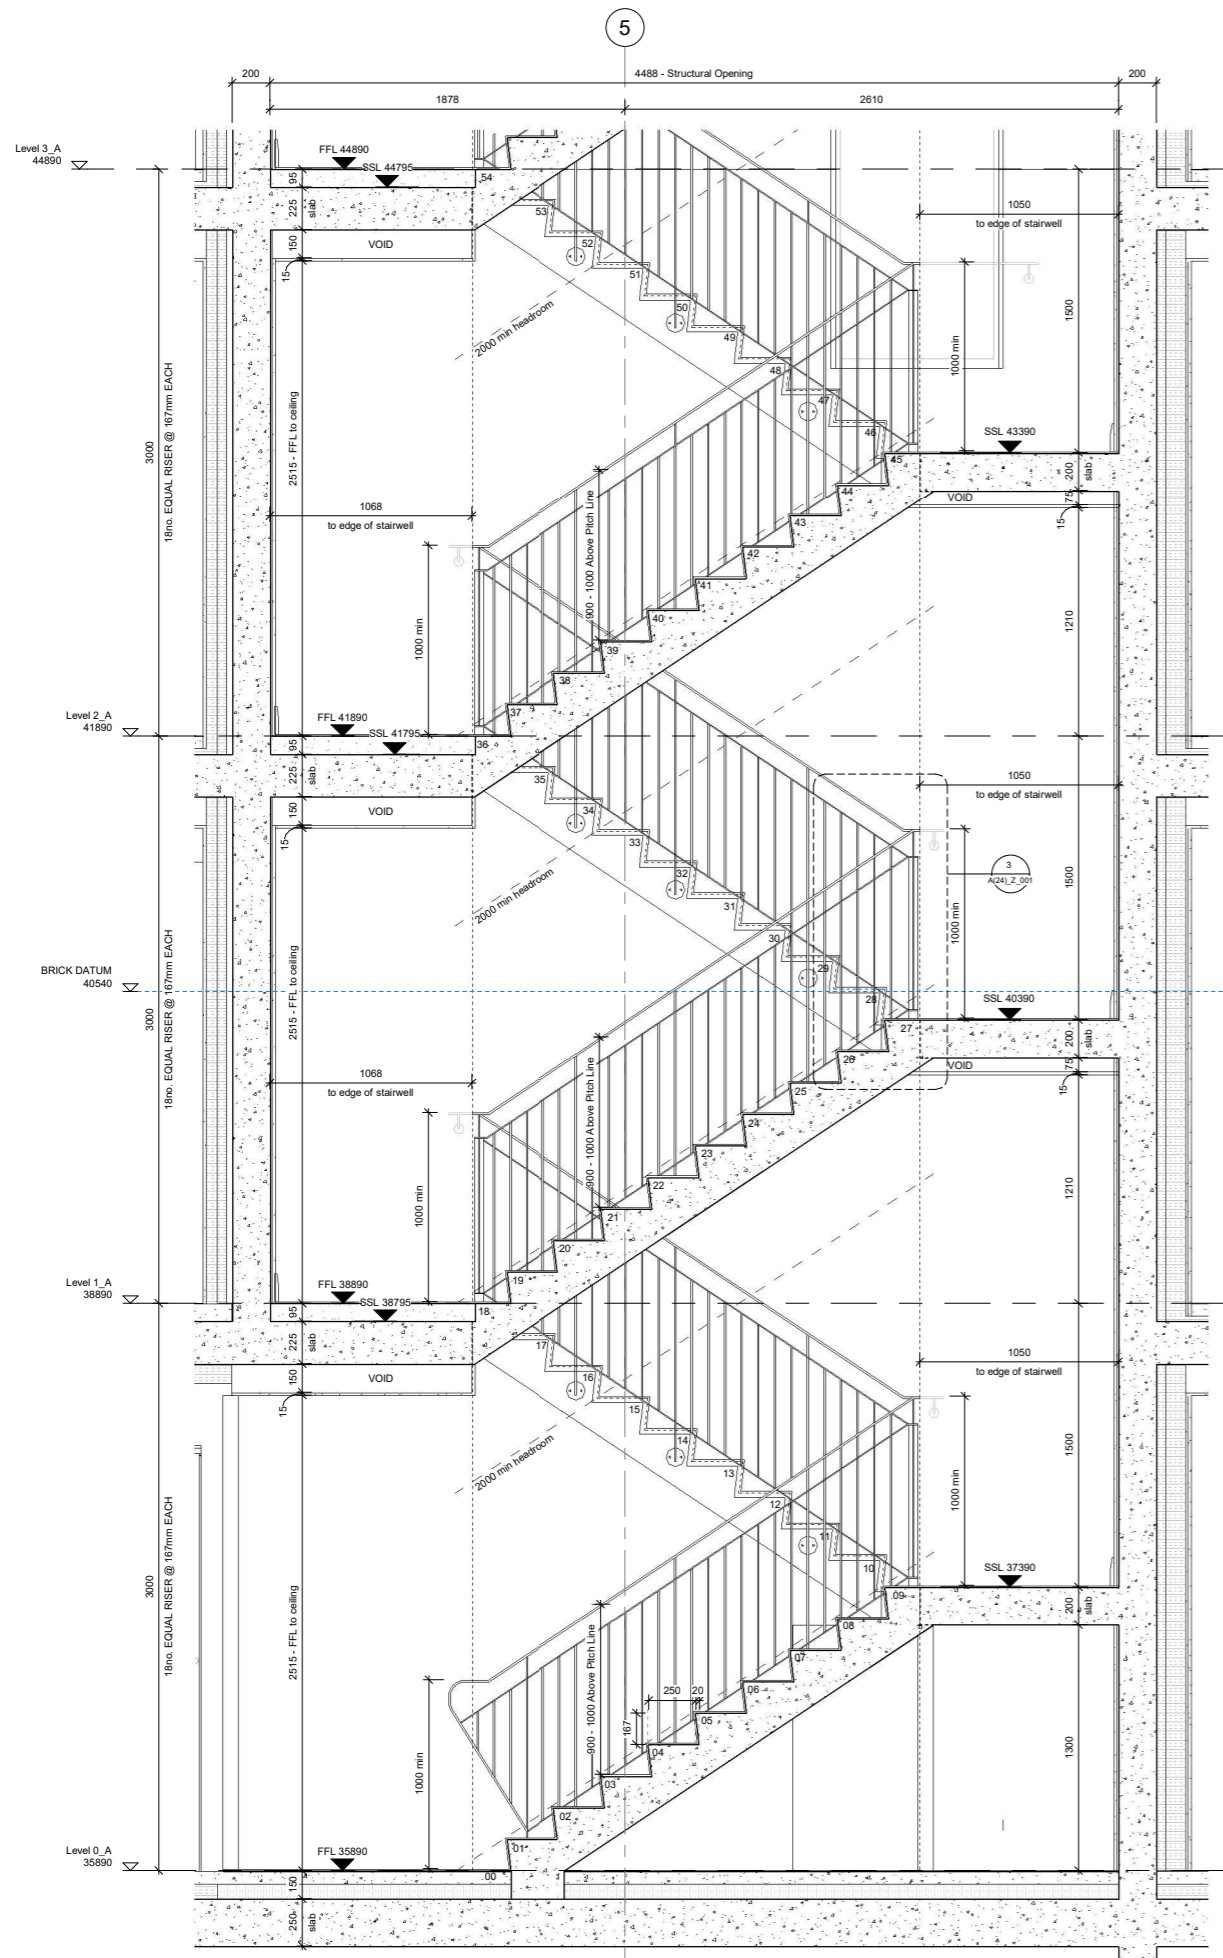 5
200
4488 - Structural Opening
200
1878
2610
Level 3_A
44890
FFL 44890
SSL 44795
54
95
225
slab
150
VOID
15
53
52
51
50
49
48
47
46
45
2000 min headroom
1050
to edge of stairwell
1000 min
1500
SSL 43390
200
slab
75
VOID
15
3000
18no. EQUAL RISER @ 167mm EACH
2515 - FFL to ceiling
1068
to edge of stairwell
1000 min
900 - 1000 Above Pitch Line
44
43
42
41
40
39
38
37
36
1210
Level 2_A
41890
FFL 41890
SSL 41795
95
225
slab
150
VOID
15
35
34
33
32
31
30
29
28
27
2000 min headroom
1050
to edge of stairwell
3
A(24)_Z_001
1000 min
1500
BRICK DATUM
40540
SSL 40390
200
slab
75
VOID
15
3000
18no. EQUAL RISER @ 167mm EACH
2515 - FFL to ceiling
1068
to edge of stairwell
1000 min
900 - 1000 Above Pitch Line
26
25
24
23
22
21
20
19
18
1210
Level 1_A
38890
FFL 38890
SSL 38795
95
225
slab
150
VOID
15
17
16
15
14
13
12
11
10
09
2000 min headroom
1050
to edge of stairwell
1000 min
1500
SSL 37390
200
slab
3000
18no. EQUAL RISER @ 167mm EACH
2515 - FFL to ceiling
1000 min
900 - 1000 Above Pitch Line
250
20
167
08
07
06
05
04
03
02
01
00
1300
Level 0_A
35890
FFL 35890
150
250
slab